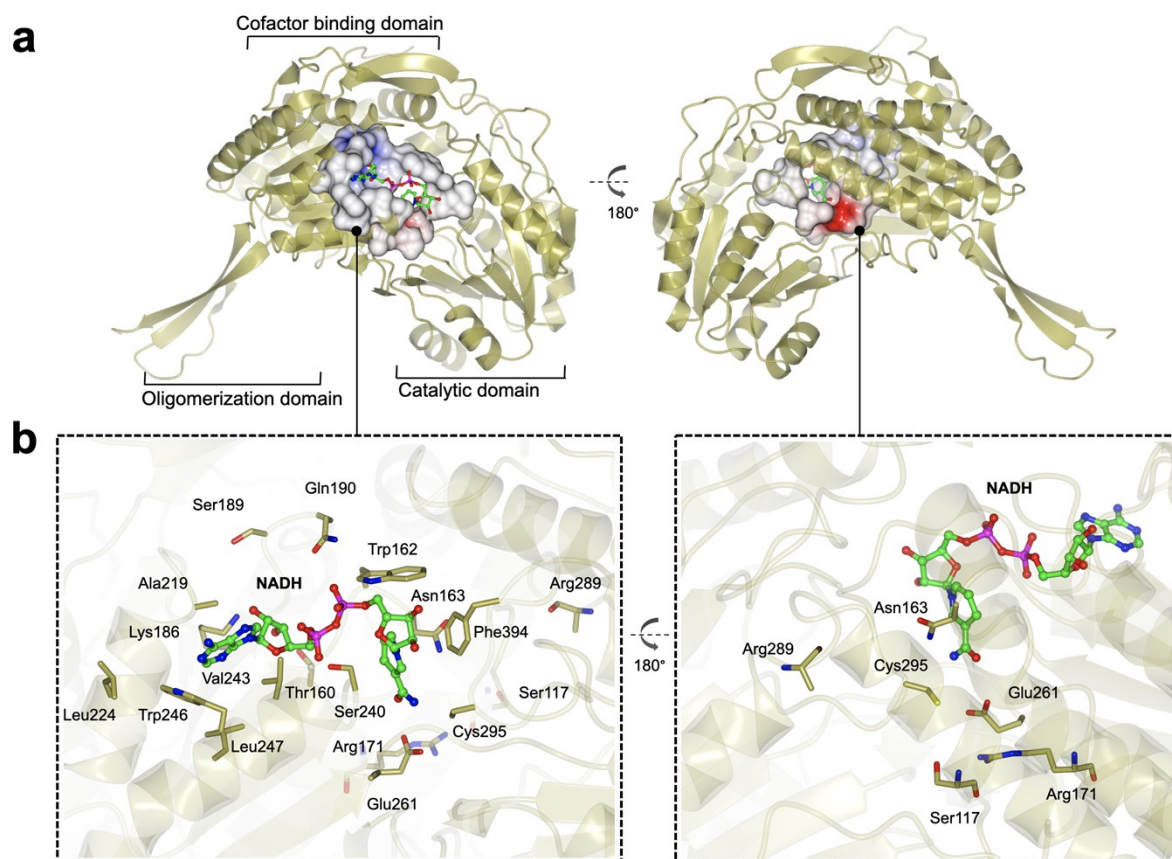 a
Cofactor binding domain
180°
Oligomerization domain
Catalytic domain
b
Ser189
Gln190
Trp162
Ala219
NADH
Asn163
Arg289
Lys186
Phe394
Val243
Thr160
Ser240
Ser117
Leu224
Trp246
Leu247
Arg171
Cys295
Glu261
180°
NADH
Asn163
Arg289
Cys295
Glu261
Ser117
Arg171